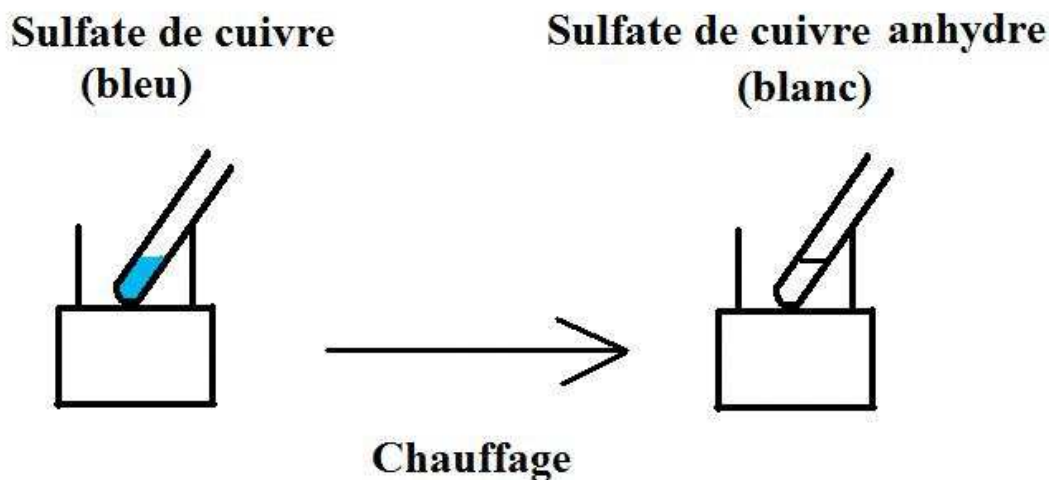 Sulfate de cuivre
(bleu)
Sulfate de cuivre anhydre
(blanc)
Chauffage